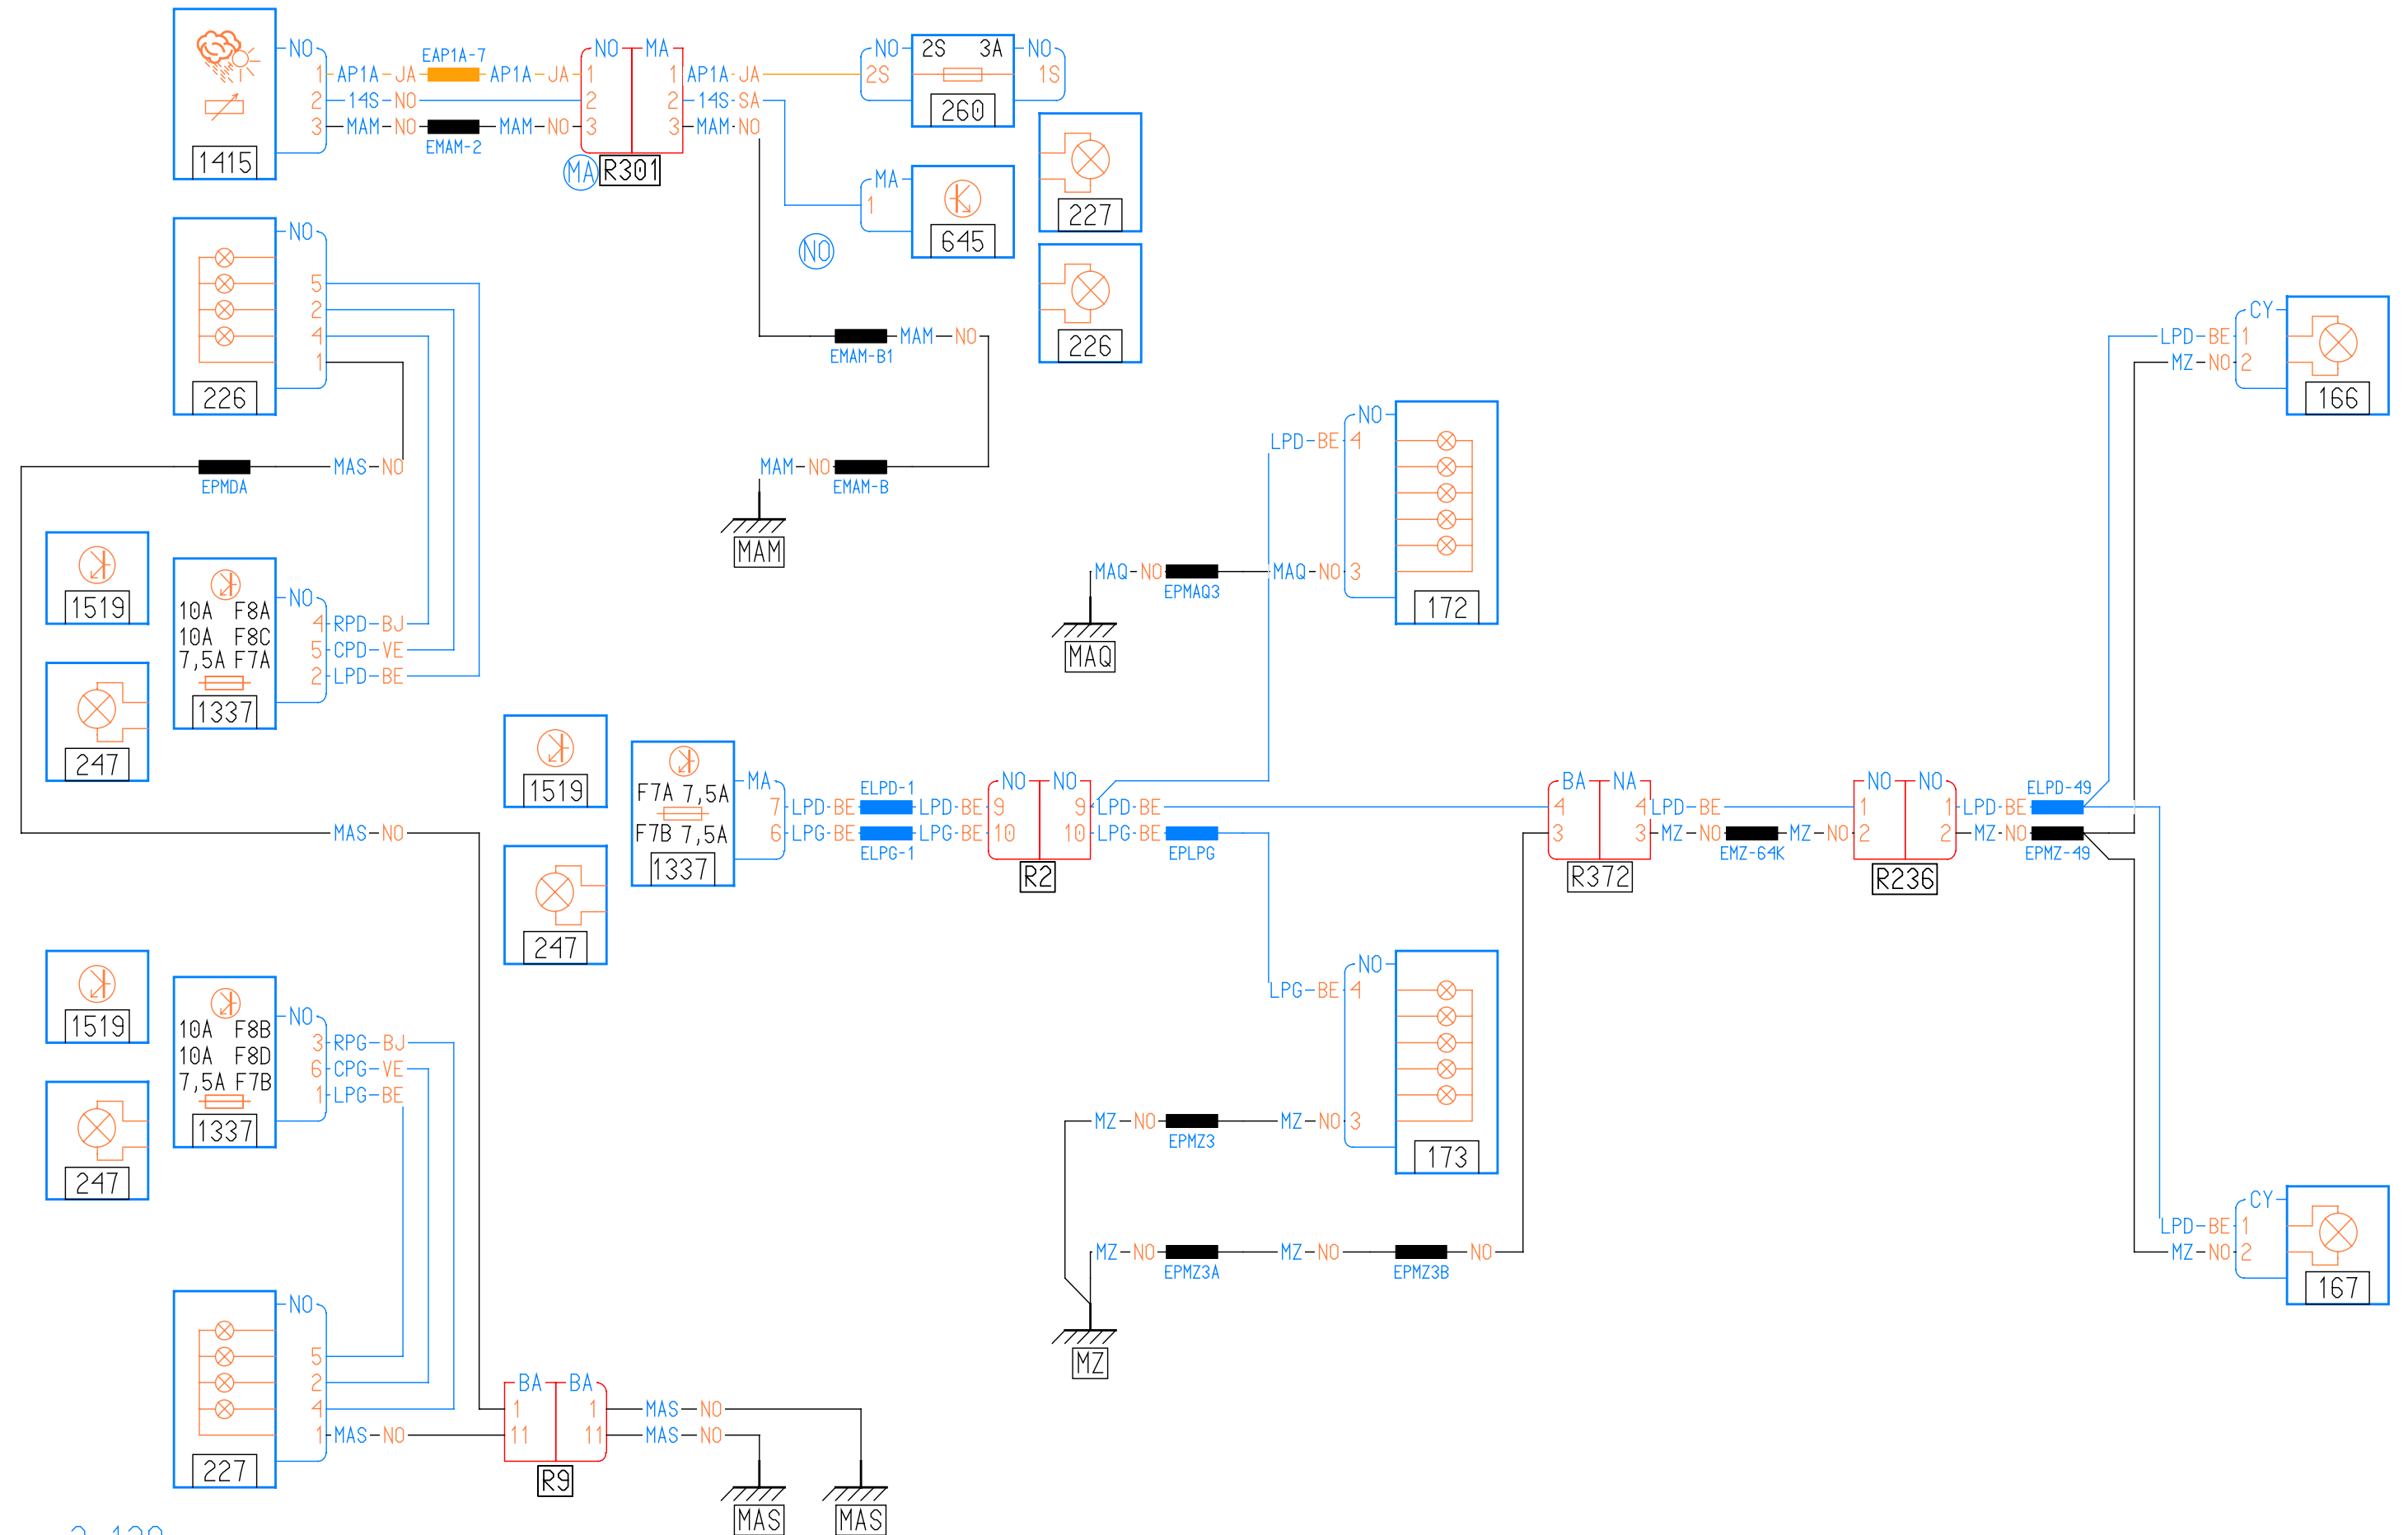 NO
1 AP1A JA EAP1A-7 AP1A JA 1
2 14S NO 2
3 MAM NO EMAM-2 MAM NO 3
1415
NO MA
1 AP1A JA
2 14S SA
3 MAM NO
MA R301
NO 2S 3A NO
2S 1S
260
MA
1
645
NO
227
226
NO
5
2
4
1
226
EMAM-B1 MAM NO
MAM NO EMAM-B
MAM
EPMDA MAS NO
1519
247
NO
10A F8A
10A F8C
7,5A F7A
4 RPD BJ
5 CPD VE
2 LPD BE
1337
NO
LPD BE 4
MAQ NO EPMAQ3 MAQ NO 3
172
MAQ
CY
LPD BE 1
MZ NO 2
166
MAS NO
1519
247
F7A 7,5A
F7B 7,5A
1337
MA
7 LPD BE ELPD-1 LPD BE 9
6 LPG BE ELPG-1 LPG BE 10
NO NO
9 LPD BE
10 LPG BE EPLPG
R2
BA NA
4 4 LPD BE 1
3 3 MZ NO EMZ-64K MZ NO 2
R372
NO NO
1 LPD BE ELPD-49
2 MZ NO EPMZ-49
R236
1519
247
NO
10A F8B
10A F8D
7,5A F7B
3 RPG BJ
6 CPG VE
1 LPG BE
1337
NO
LPG BE 4
MZ NO EPMZ3 MZ NO 3
173
MZ NO EPMZ3A MZ NO EPMZ3B NO
MZ
CY
LPD BE 1
MZ NO 2
167
NO
5
2
4
1 MAS NO
227
BA BA
1 1 MAS NO
11 11 MAS NO
R9
MAS MAS